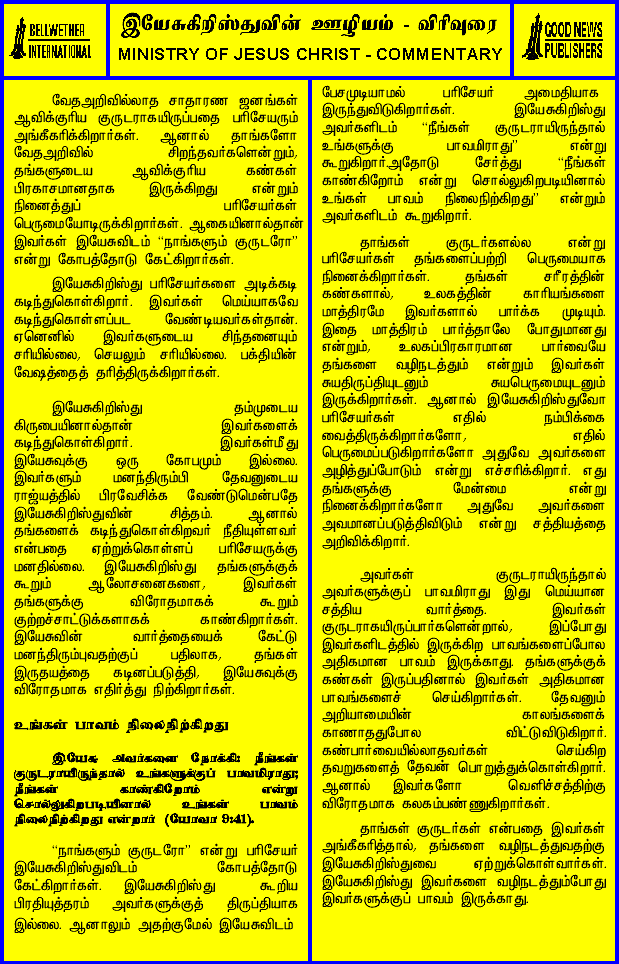 BELLWETHER
INTERNATIONAL
இயேசுகிறிஸ்துவின் ஊழியம் - விரிவுரை
MINISTRY OF JESUS CHRIST - COMMENTARY
GOOD NEWS
PUBLISHERS
வேதஅறிவில்லாத சாதாரண ஜனங்கள்
ஆவிக்குரிய குருடராகயிருப்பதை பரிசேயரும்
அங்கீகரிக்கிறார்கள். ஆனால் தாங்களோ
வேதஅறிவில் சிறந்தவர்களென்றும்,
தங்களுடைய ஆவிக்குரிய கண்கள்
பிரகாசமானதாக இருக்கிறது என்றும்
நினைத்துப் பரிசேயர்கள்
பெருமையோடிருக்கிறார்கள். ஆகையினால்தான்
இவர்கள் இயேசுவிடம் “நாங்களும் குருடரோ”
என்று கோபத்தோடு கேட்கிறார்கள்.
இயேசுகிறிஸ்து பரிசேயர்களை அடிக்கடி
கடிந்துகொள்கிறார். இவர்கள் மெய்யாகவே
கடிந்துகொள்ளப்பட வேண்டியவர்கள்தான்.
ஏனெனில் இவர்களுடைய சிந்தனையும்
சரியில்லை, செயலும் சரியில்லை. பக்தியின்
வேஷத்தைத் தரித்திருக்கிறார்கள்.
இயேசுகிறிஸ்து தம்முடைய
கிருபையினால்தான் இவர்களைக்
கடிந்துகொள்கிறார். இவர்கள்மீது
இயேசுவுக்கு ஒரு கோபமும் இல்லை.
இவர்களும் மனந்திரும்பி தேவனுடைய
ராஜ்யத்தில் பிரவேசிக்க வேண்டுமென்பதே
இயேசுகிறிஸ்துவின் சித்தம். ஆனால்
தங்களைக் கடிந்துகொள்கிறவர் நீதியுள்ளவர்
என்பதை ஏற்றுக்கொள்ளப் பரிசேயருக்கு
மனதில்லை. இயேசுகிறிஸ்து தங்களுக்குக்
கூறும் ஆலோசனைகளை, இவர்கள்
தங்களுக்கு விரோதமாகக் கூறும்
குற்றச்சாட்டுக்களாகக் காண்கிறார்கள்.
இயேசுவின் வார்த்தையைக் கேட்டு
மனந்திரும்புவதற்குப் பதிலாக, தங்கள்
இருதயத்தை கடினப்படுத்தி, இயேசுவுக்கு
விரோதமாக எதிர்த்து நிற்கிறார்கள்.
உங்கள் பாவம் நிலைநிற்கிறது
இயேசு அவர்களை நோக்கி: நீங்கள்
குருடராயிருந்தால் உங்களுக்குப் பாவமிராது;
நீங்கள் காண்கிறோம் என்று
சொல்லுகிறபடியினால் உங்கள் பாவம்
நிலைநிற்கிறது என்றார் (யோவா 9:41).
“நாங்களும் குருடரோ” என்று பரிசேயர்
இயேசுகிறிஸ்துவிடம் கோபத்தோடு
கேட்கிறார்கள். இயேசுகிறிஸ்து கூறிய
பிரதியுத்தரம் அவர்களுக்குத் திருப்தியாக
இல்லை. ஆனாலும் அதற்குமேல் இயேசுவிடம்
பேசமுடியாமல் பரிசேயர் அமைதியாக
இருந்துவிடுகிறார்கள். இயேசுகிறிஸ்து
அவர்களிடம் “நீங்கள் குருடராயிருந்தால்
உங்களுக்கு பாவமிராது” என்று
கூறுகிறார்.அதோடு சேர்த்து “நீங்கள்
காண்கிறோம் என்று சொல்லுகிறபடியினால்
உங்கள் பாவம் நிலைநிற்கிறது” என்றும்
அவர்களிடம் கூறுகிறார்.
தாங்கள் குருடர்களல்ல என்று
பரிசேயர்கள் தங்களைப்பற்றி பெருமையாக
நினைக்கிறார்கள். தங்கள் சரீரத்தின்
கண்களால், உலகத்தின் காரியங்களை
மாத்திரமே இவர்களால் பார்க்க முடியும்.
இதை மாத்திரம் பார்த்தாலே போதுமானது
என்றும், உலகப்பிரகாரமான பார்வையே
தங்களை வழிநடத்தும் என்றும் இவர்கள்
சுயதிருப்தியுடனும் சுயபெருமையுடனும்
இருக்கிறார்கள். ஆனால் இயேசுகிறிஸ்துவோ
பரிசேயர்கள் எதில் நம்பிக்கை
வைத்திருக்கிறார்களோ, எதில்
பெருமைப்படுகிறார்களோ அதுவே அவர்களை
அழித்துப்போடும் என்று எச்சரிக்கிறார். எது
தங்களுக்கு மேன்மை என்று
நினைக்கிறார்களோ அதுவே அவர்களை
அவமானப்படுத்திவிடும் என்று சத்தியத்தை
அறிவிக்கிறார்.
அவர்கள் குருடராயிருந்தால்
அவர்களுக்குப் பாவமிராது இது மெய்யான
சத்திய வார்த்தை. இவர்கள்
குருடராகயிருப்பார்களென்றால், இப்போது
இவர்களிடத்தில் இருக்கிற பாவங்களைப்போல
அதிகமான பாவம் இருக்காது. தங்களுக்குக்
கண்கள் இருப்பதினால் இவர்கள் அதிகமான
பாவங்களைச் செய்கிறார்கள். தேவனும்
அறியாமையின் காலங்களைக்
காணாததுபோல விட்டுவிடுகிறார்.
கண்பார்வையில்லாதவர்கள் செய்கிற
தவறுகளைத் தேவன் பொறுத்துக்கொள்கிறார்.
ஆனால் இவர்களோ வெளிச்சத்திற்கு
விரோதமாக கலகம்பண்ணுகிறார்கள்.
தாங்கள் குருடர்கள் என்பதை இவர்கள்
அங்கீகரித்தால், தங்களை வழிநடத்துவதற்கு
இயேசுகிறிஸ்துவை ஏற்றுக்கொள்வார்கள்.
இயேசுகிறிஸ்து இவர்களை வழிநடத்தும்போது
இவர்களுக்குப் பாவம் இருக்காது.